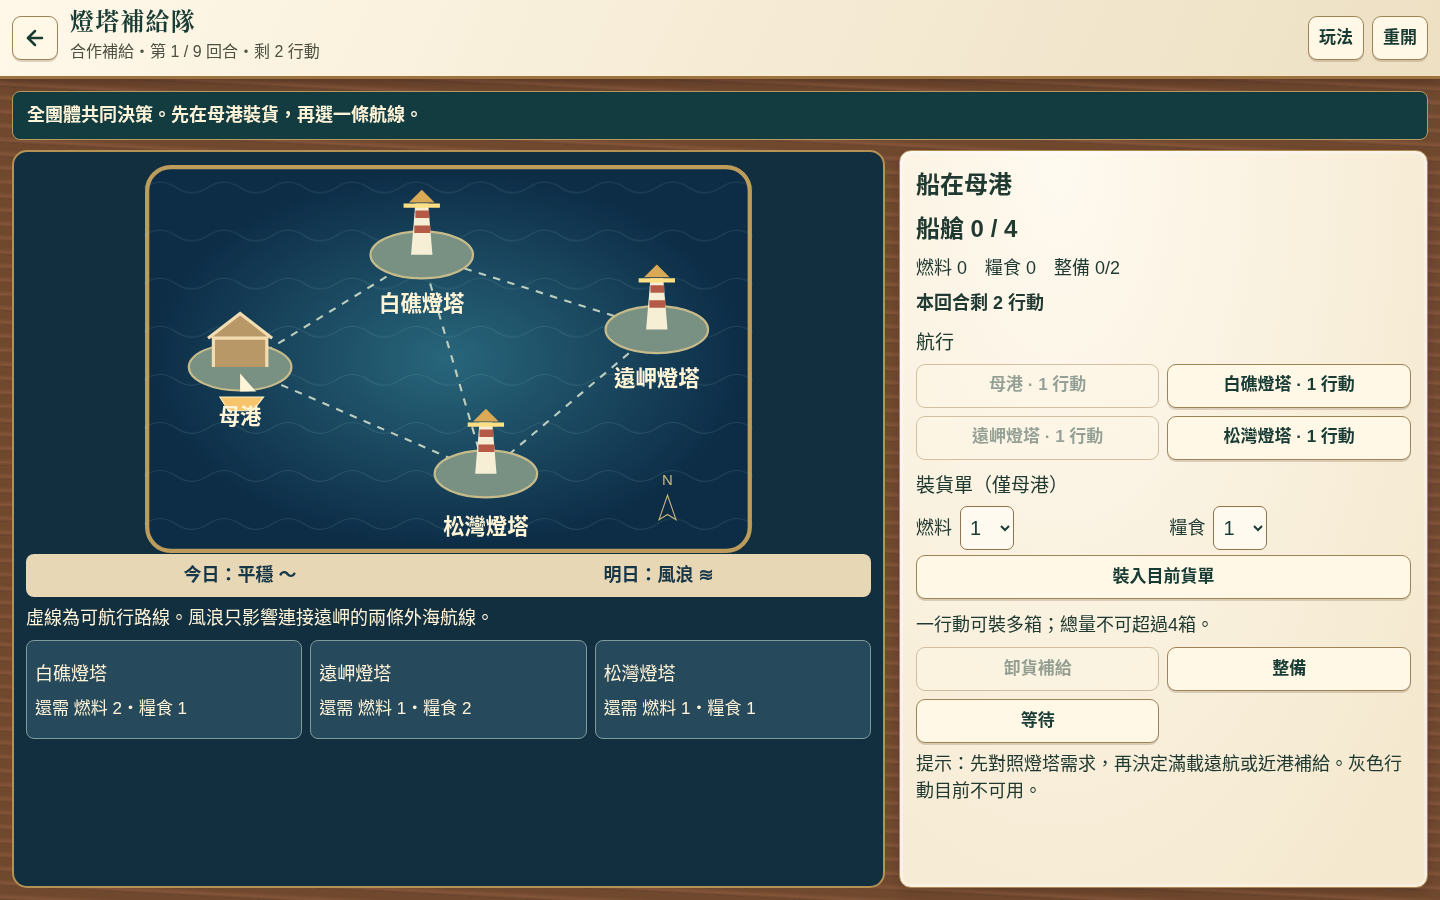 燈塔補給隊
合作補給・第 1 / 9 回合・剩 2 行動
玩法
重開
全團體共同決策。先在母港裝貨，再選一條航線。
白礁燈塔
遠岬燈塔
母港
松灣燈塔
N
今日：平穩 〜
明日：風浪 ≋
虛線為可航行路線。風浪只影響連接遠岬的兩條外海航線。
白礁燈塔
還需 燃料 2・糧食 1
遠岬燈塔
還需 燃料 1・糧食 2
松灣燈塔
還需 燃料 1・糧食 1
船在母港
船艙 0 / 4
燃料 0 糧食 0 整備 0/2
本回合剩 2 行動
航行
母港 · 1 行動
白礁燈塔 · 1 行動
遠岬燈塔 · 1 行動
松灣燈塔 · 1 行動
裝貨單（僅母港）
燃料 1
糧食 1
裝入目前貨單
一行動可裝多箱；總量不可超過4箱。
卸貨補給
整備
等待
提示：先對照燈塔需求，再決定滿載遠航或近港補給。灰色行
動目前不可用。